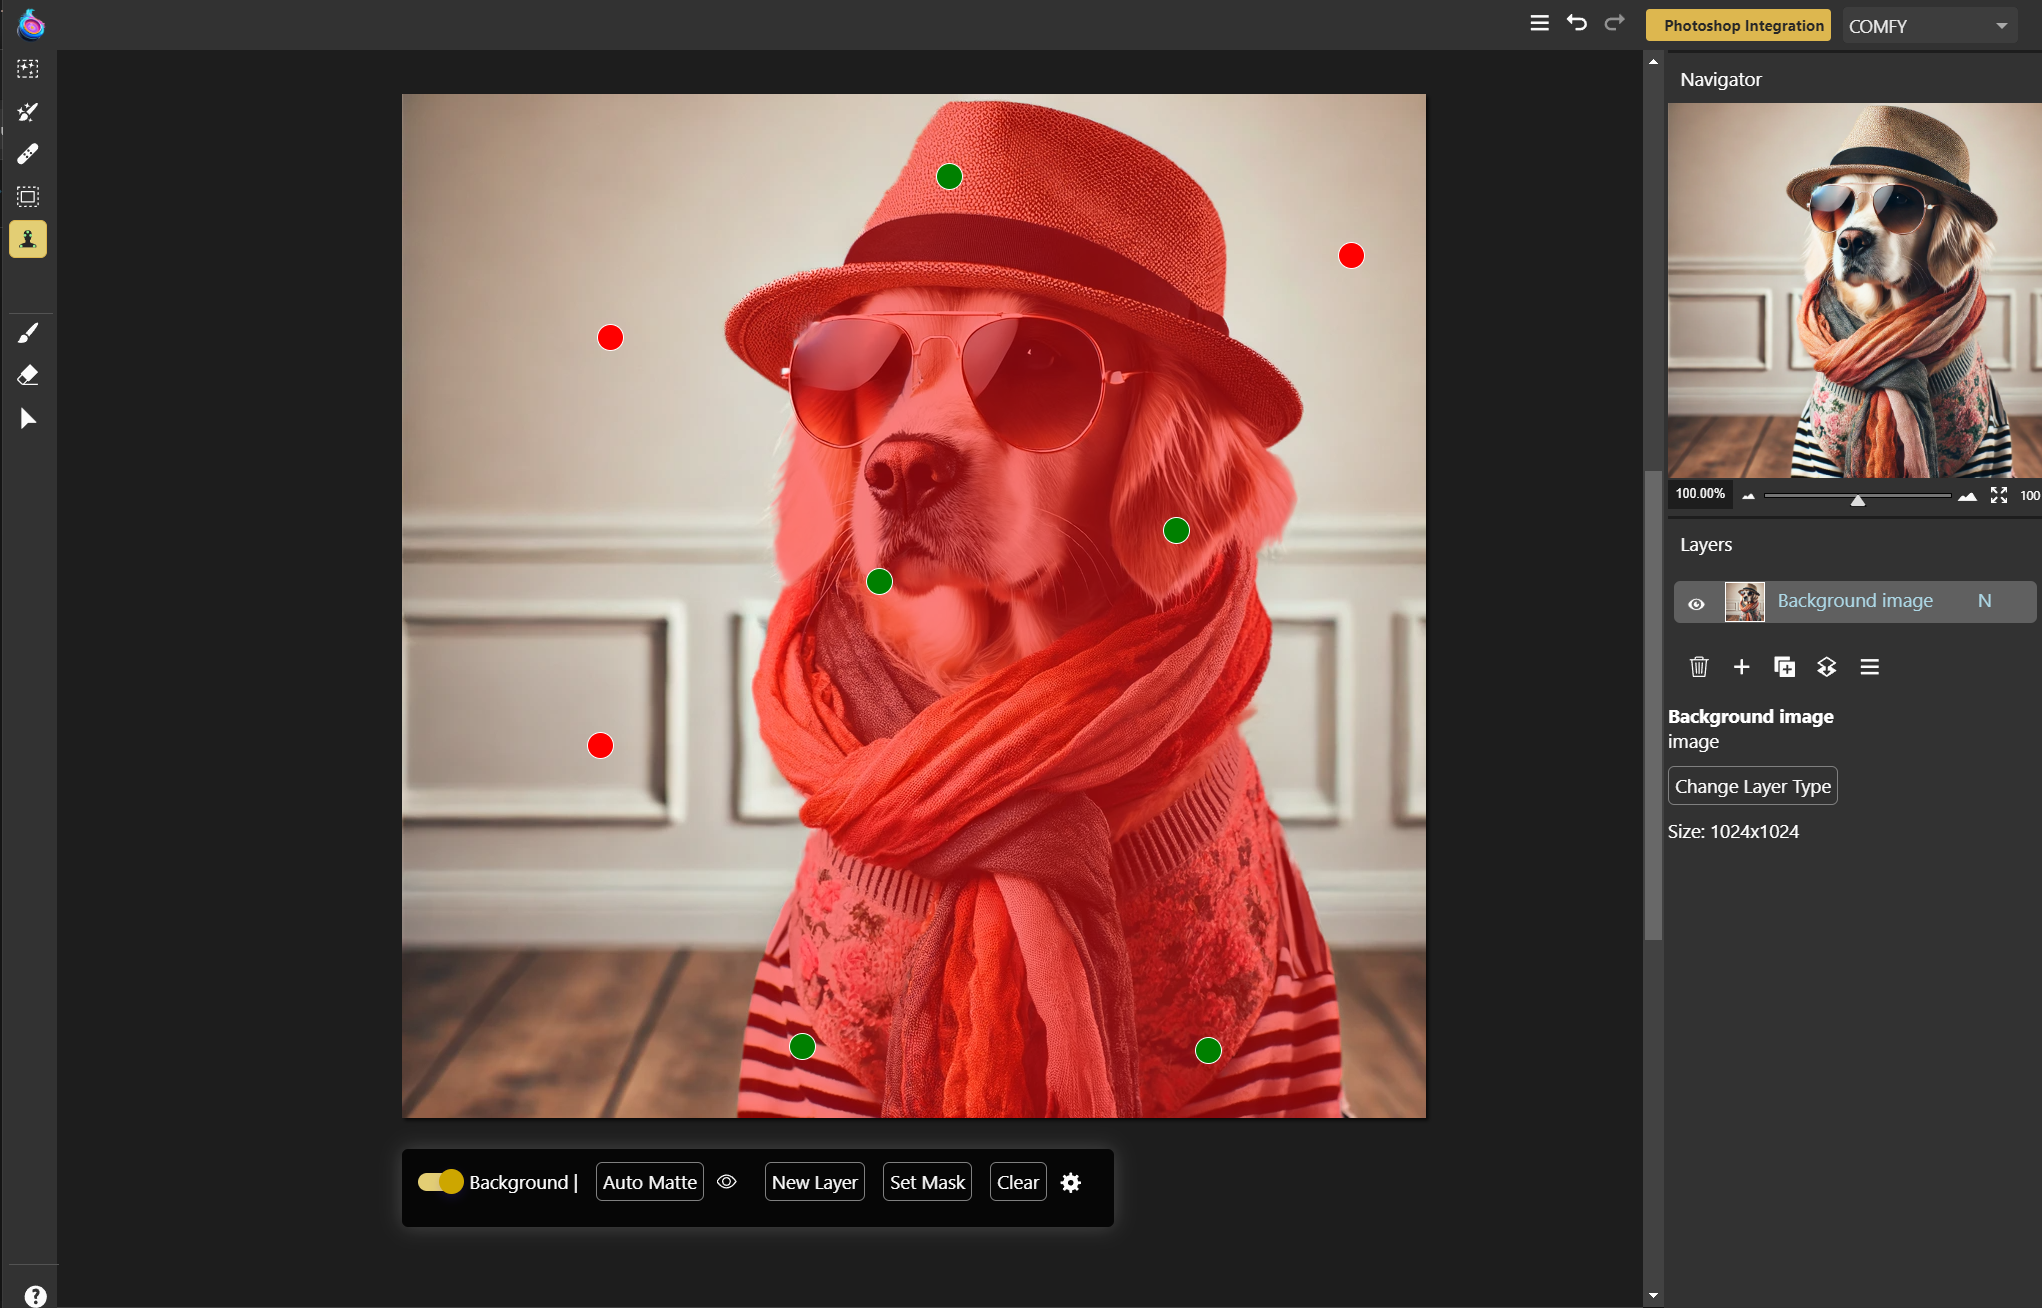 Photoshop Integration
COMFY
Navigator
100.00%
100
Layers
Background image N
Background image
image
Change Layer Type
Size: 1024x1024
Background |
Auto Matte
New Layer
Set Mask
Clear
?